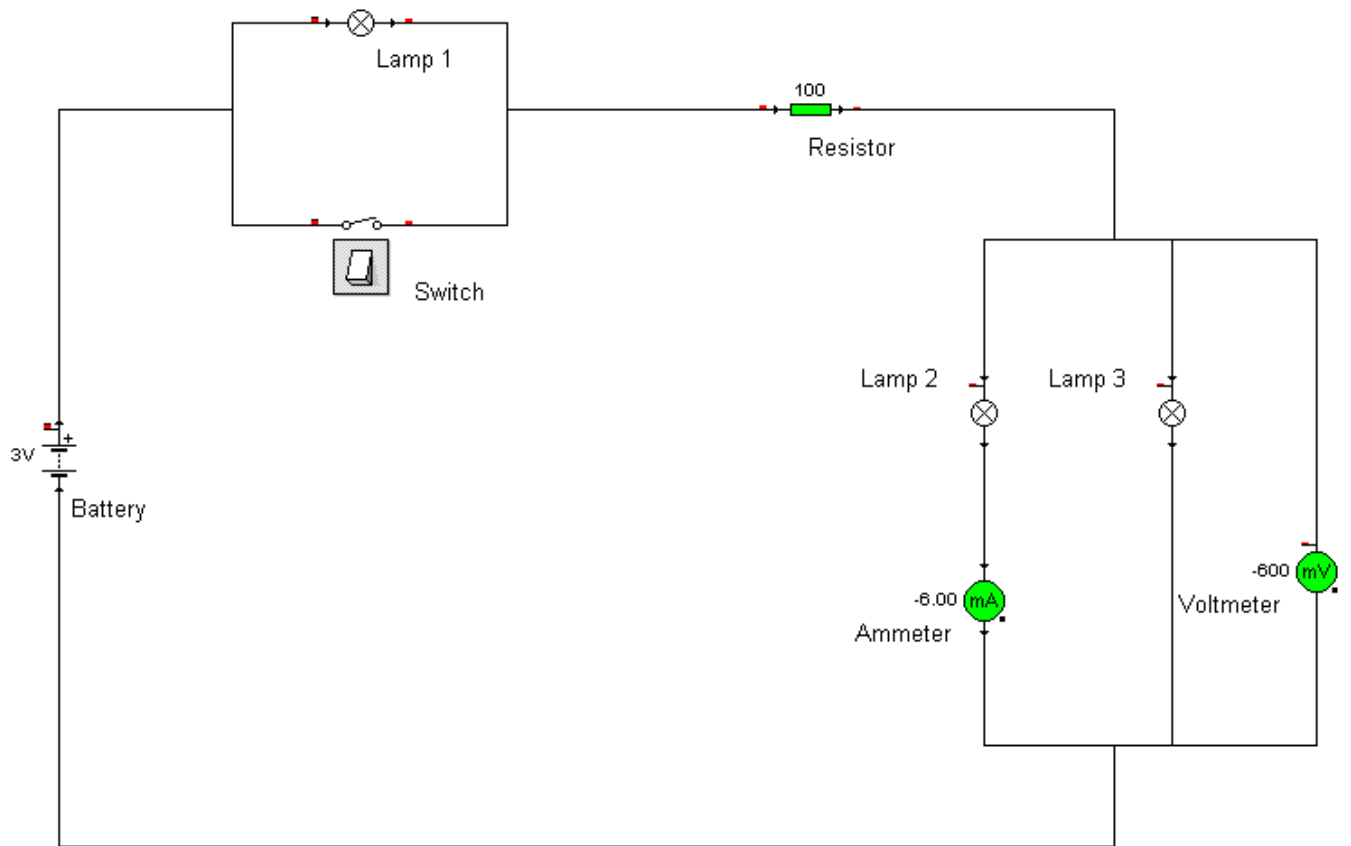 Lamp 1
100
Resistor
Switch
Lamp 2
Lamp 3
+
3V
Battery
-600 mV
Voltmeter
-6.00 mA
Ammeter